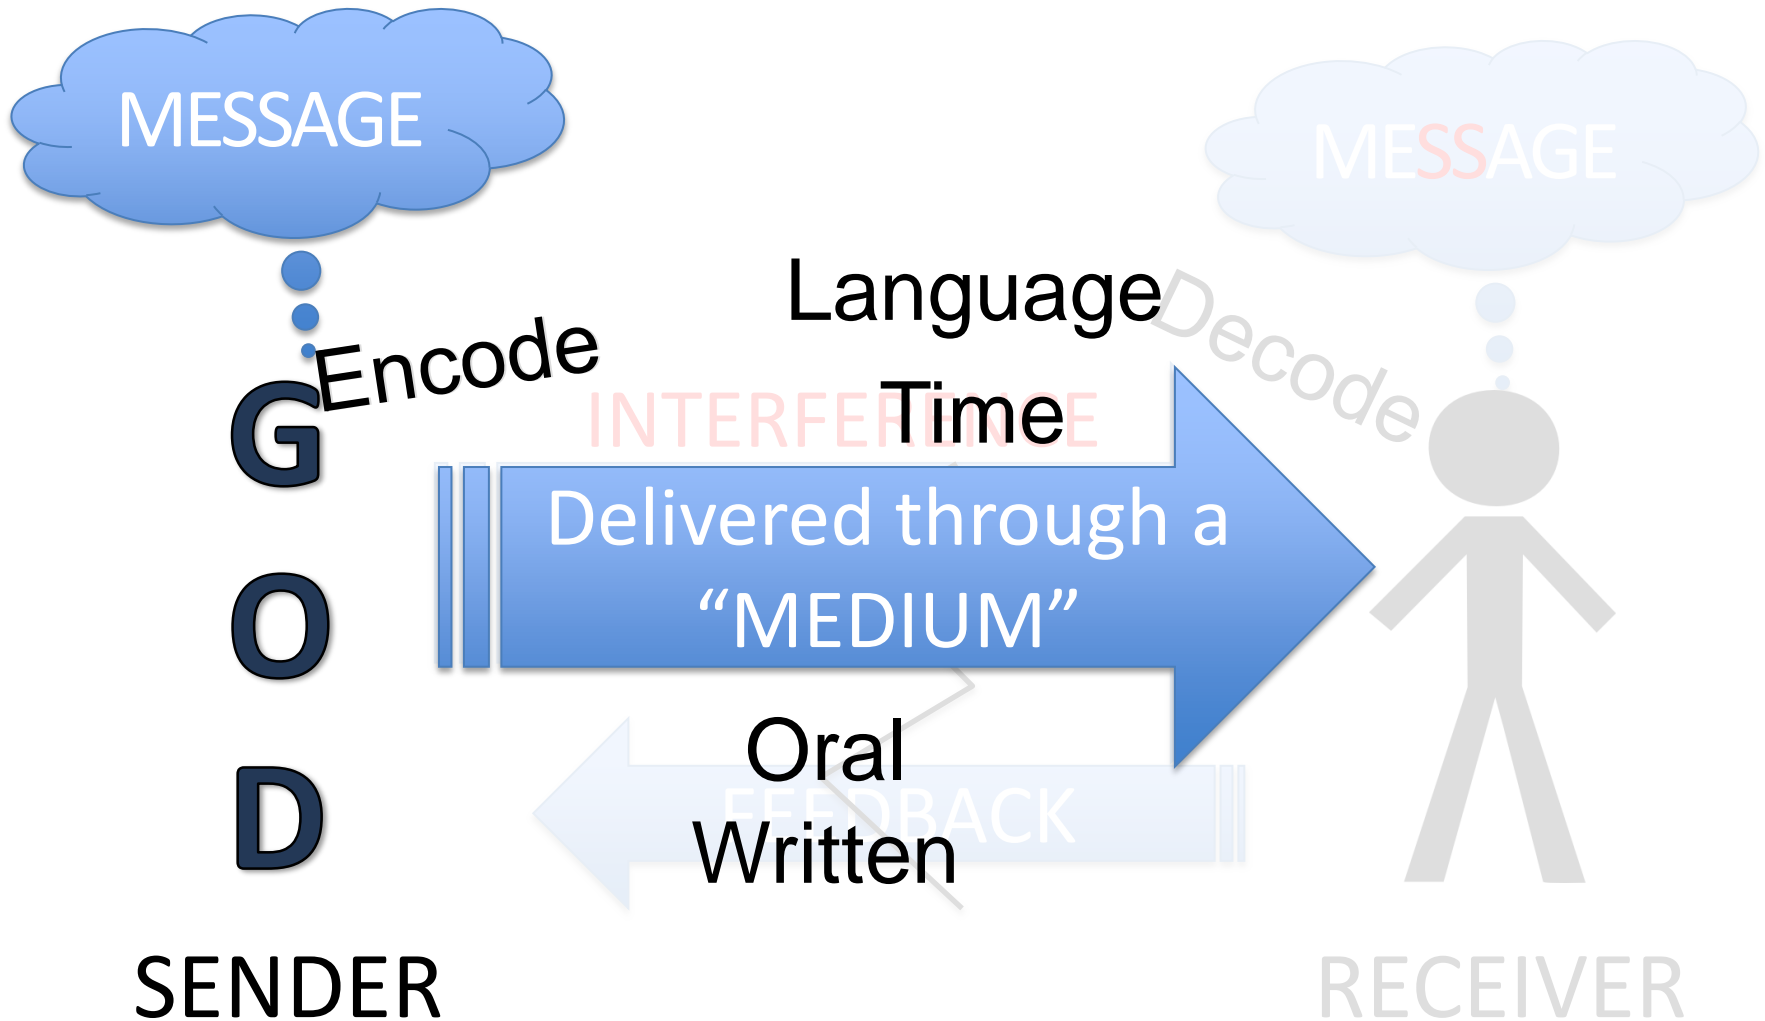 MESSAGE
MESSAGE
Encode
Language
Decode
Time
INTERFERENCE
G
O
D
Delivered through a
“MEDIUM”
Oral
FEEDBACK
Written
SENDER
RECEIVER